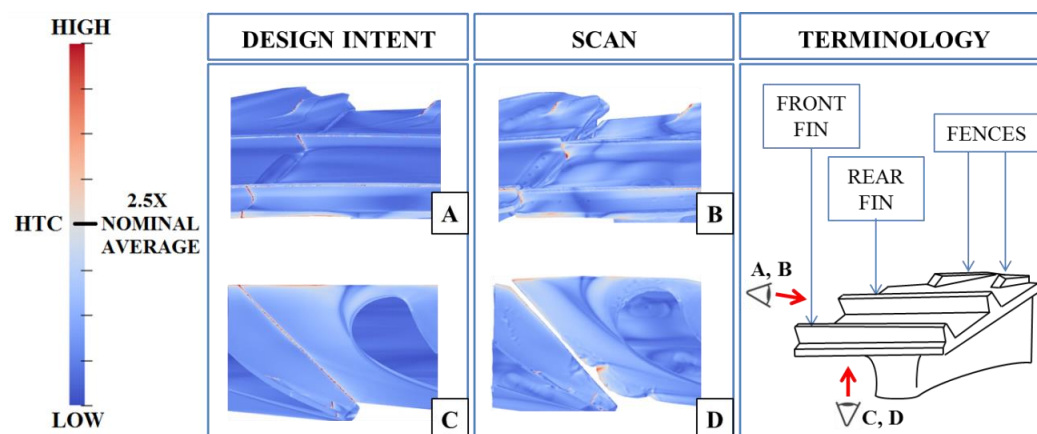 HIGH
HTC
2.5X
NOMINAL
AVERAGE
LOW
DESIGN INTENT
A
C
SCAN
B
D
TERMINOLOGY
FRONT
FIN
REAR
FIN
FENCES
A, B
C, D